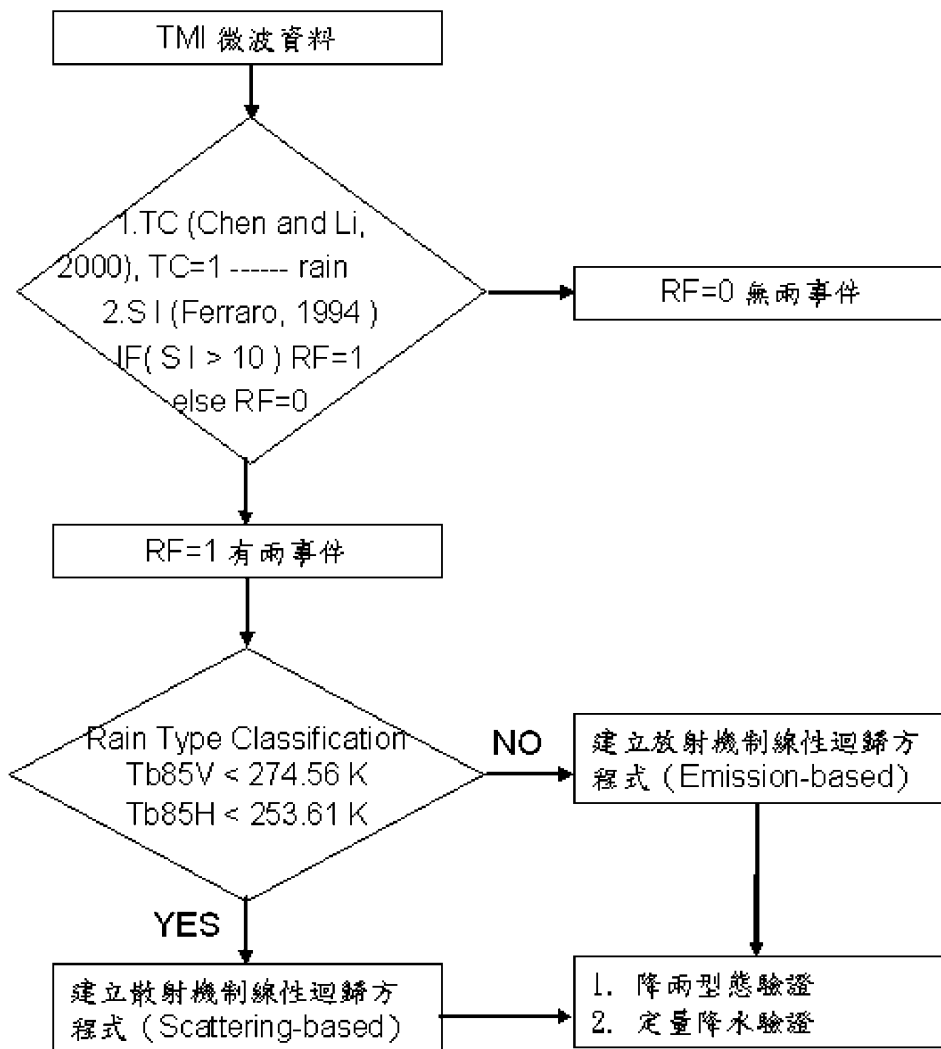 TMI 微波資料
1.TC (Chen and Li,
2000), TC=1 ------ rain
2.S I (Ferraro, 1994 )
IF( S I > 10 ) RF=1
else RF=0
RF=0 無雨事件
RF=1 有雨事件
Rain Type Classification
Tb85V < 274.56 K
Tb85H < 253.61 K
NO
建立放射機制線性迴歸方
程式 (Emission-based)
YES
建立散射機制線性迴歸方
程式 (Scattering-based)
1. 降雨型態驗證
2. 定量降水驗證